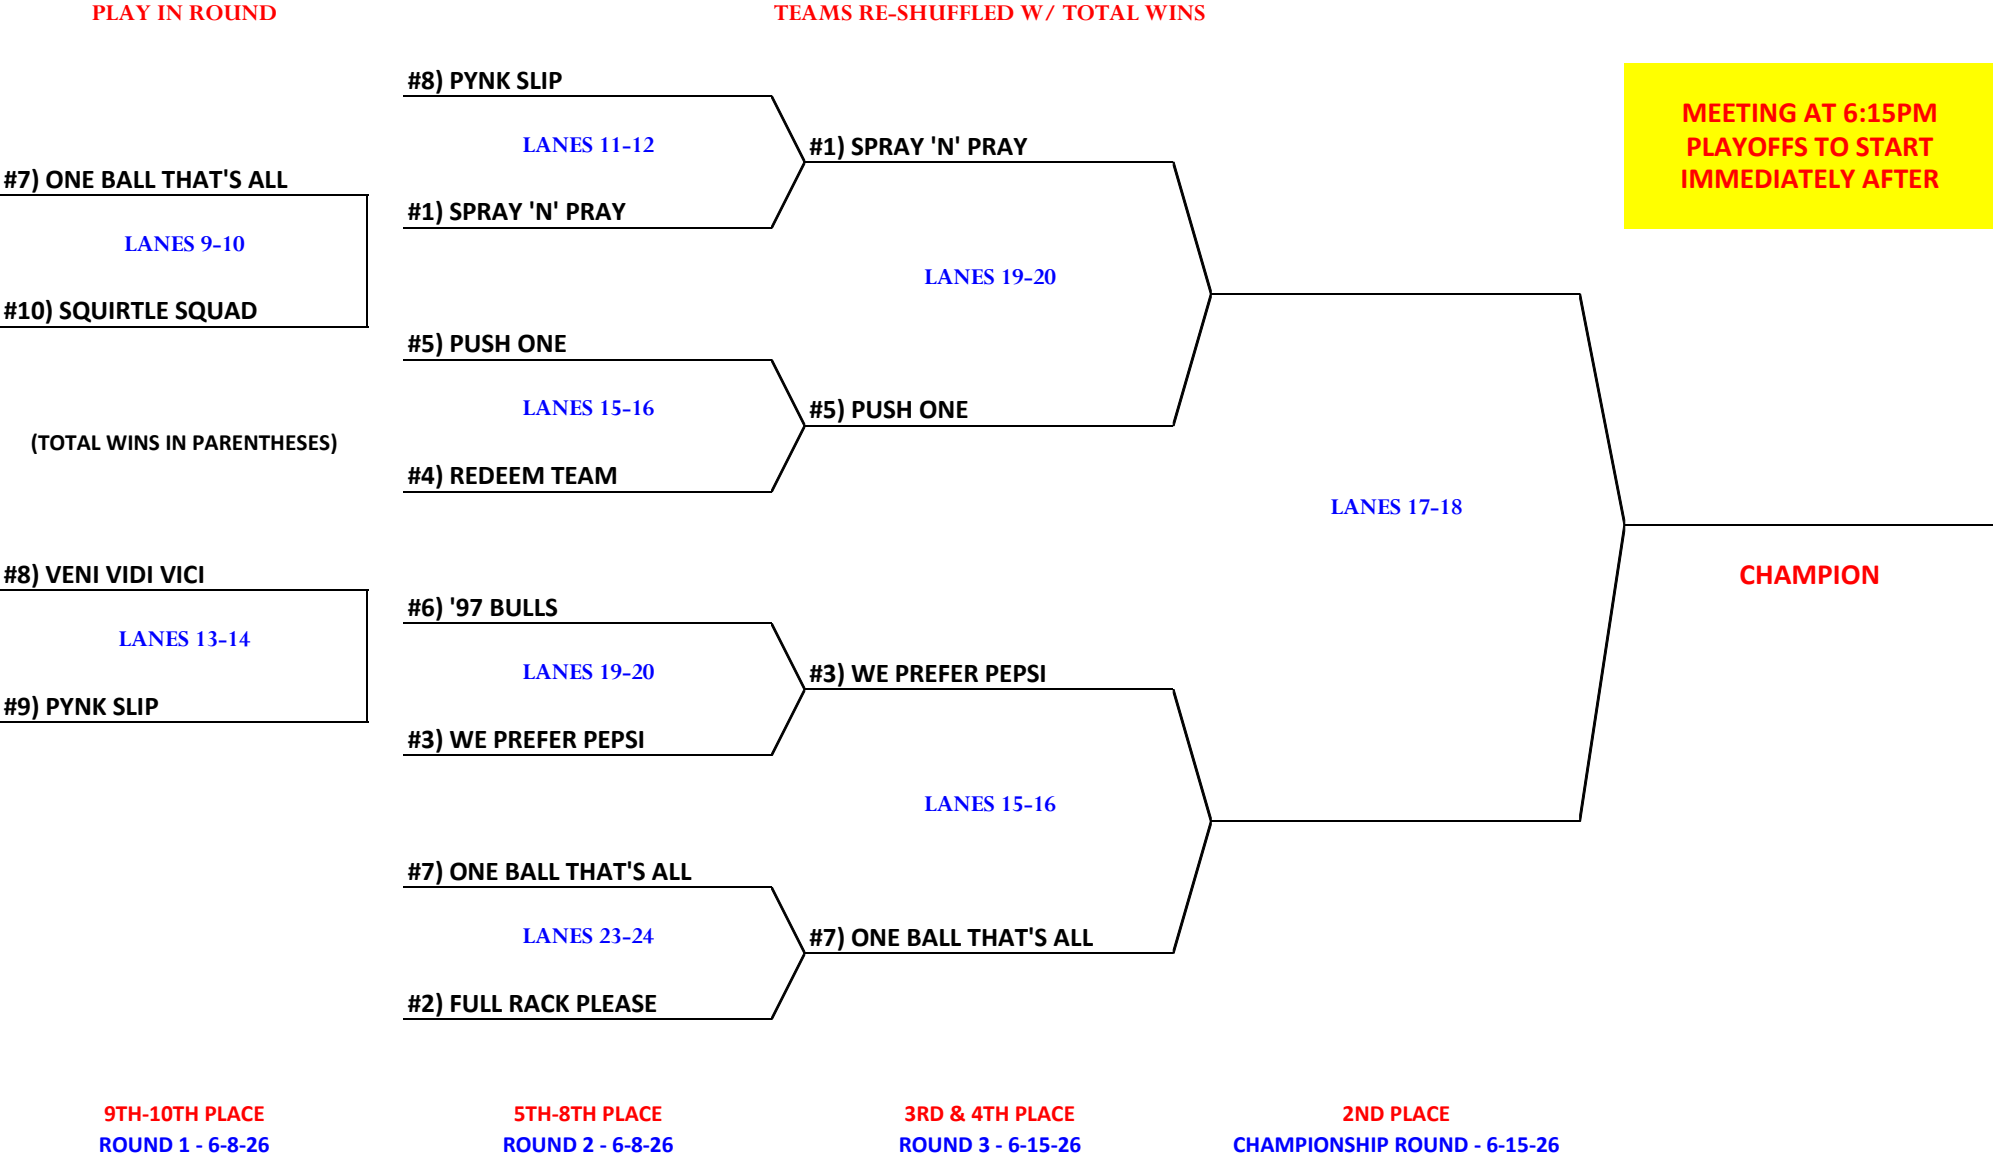 PLAY IN ROUND
TEAMS RE-SHUFFLED W/ TOTAL WINS
#8) PYNK SLIP
MEETING AT 6:15PM
PLAYOFFS TO START
IMMEDIATELY AFTER
LANES 11-12
#1) SPRAY 'N' PRAY
#7) ONE BALL THAT'S ALL
#1) SPRAY 'N' PRAY
LANES 9-10
LANES 19-20
#10) SQUIRTLE SQUAD
#5) PUSH ONE
LANES 15-16
#5) PUSH ONE
(TOTAL WINS IN PARENTHESES)
#4) REDEEM TEAM
LANES 17-18
#8) VENI VIDI VICI
CHAMPION
#6) '97 BULLS
LANES 13-14
LANES 19-20
#3) WE PREFER PEPSI
#9) PYNK SLIP
#3) WE PREFER PEPSI
LANES 15-16
#7) ONE BALL THAT'S ALL
LANES 23-24
#7) ONE BALL THAT'S ALL
#2) FULL RACK PLEASE
9TH-10TH PLACE
5TH-8TH PLACE
3RD & 4TH PLACE
2ND PLACE
ROUND 1 - 6-8-26
ROUND 2 - 6-8-26
ROUND 3 - 6-15-26
CHAMPIONSHIP ROUND - 6-15-26